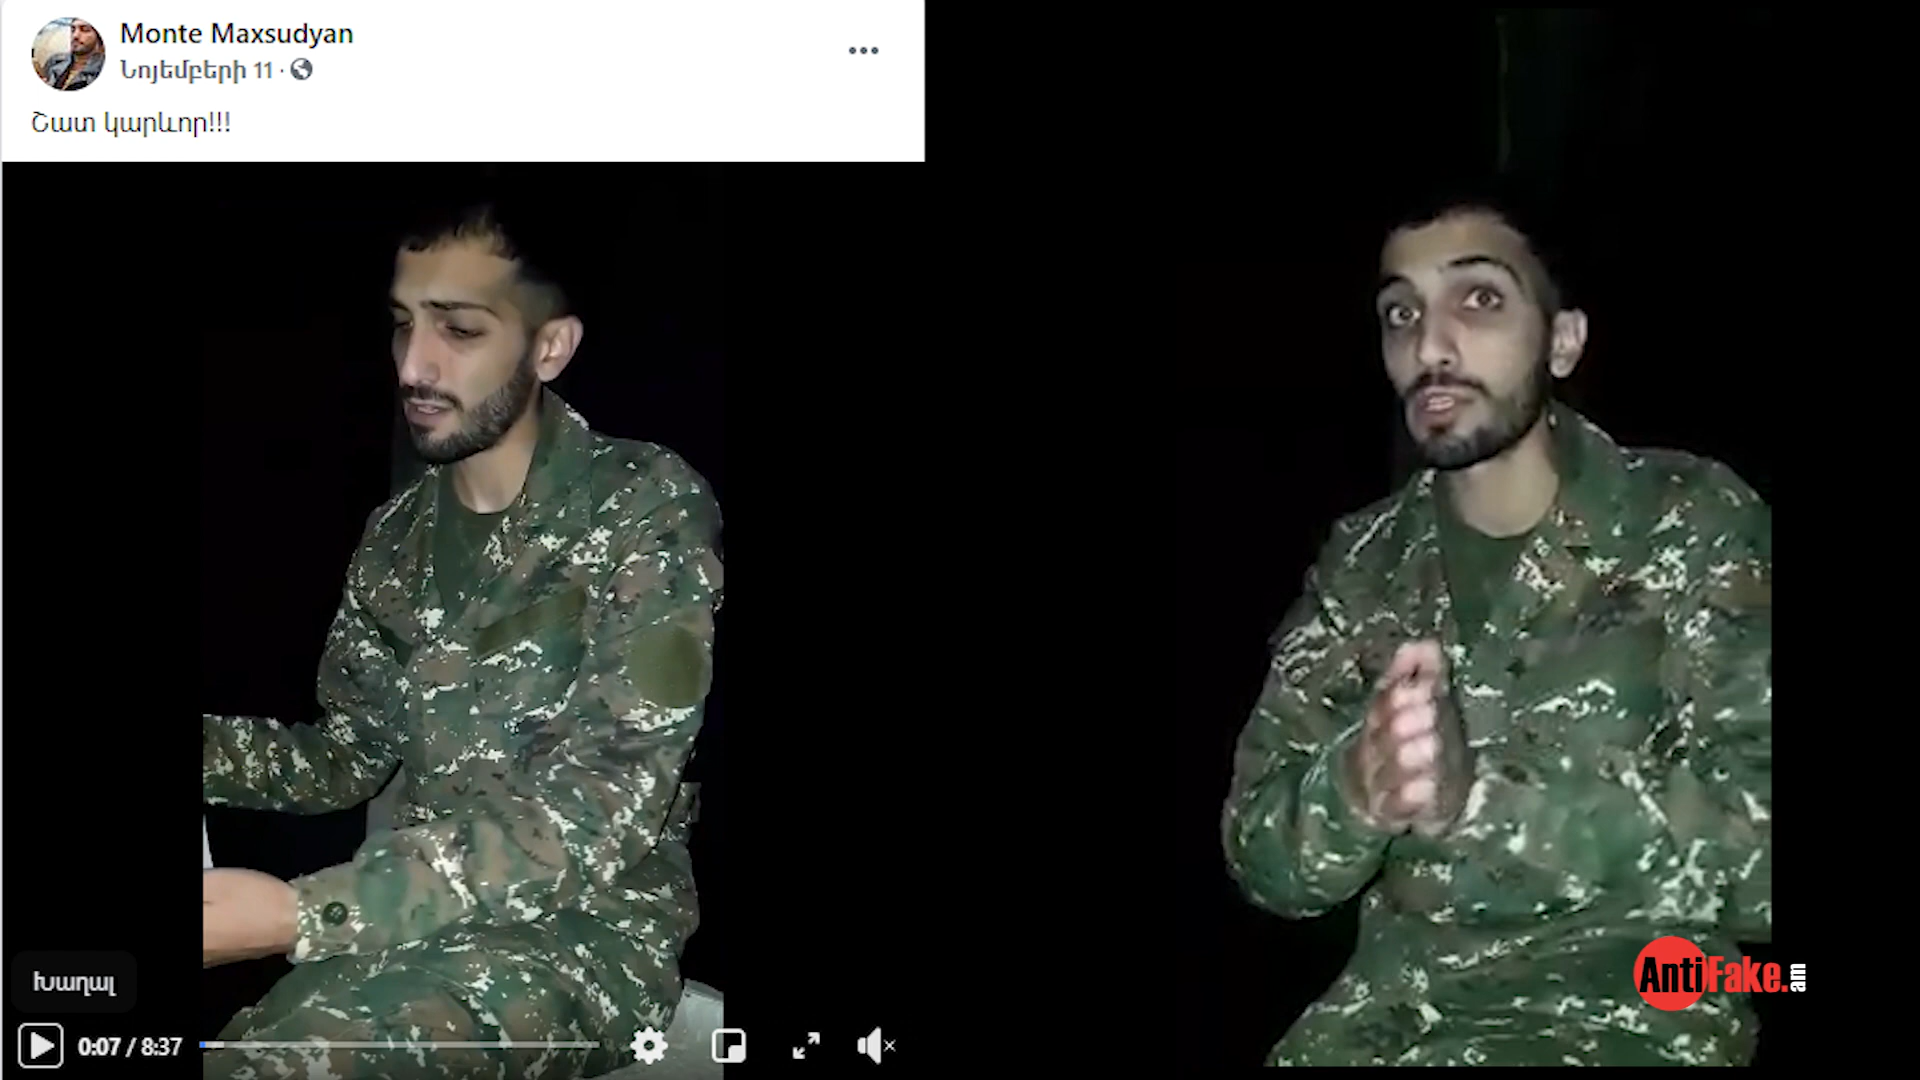 Monte Maxsudyan
Նոյեմբերի 11 ·
Շատ կարևոր!!!
Խաղալ
0:07 / 8:37
AntiFake.am